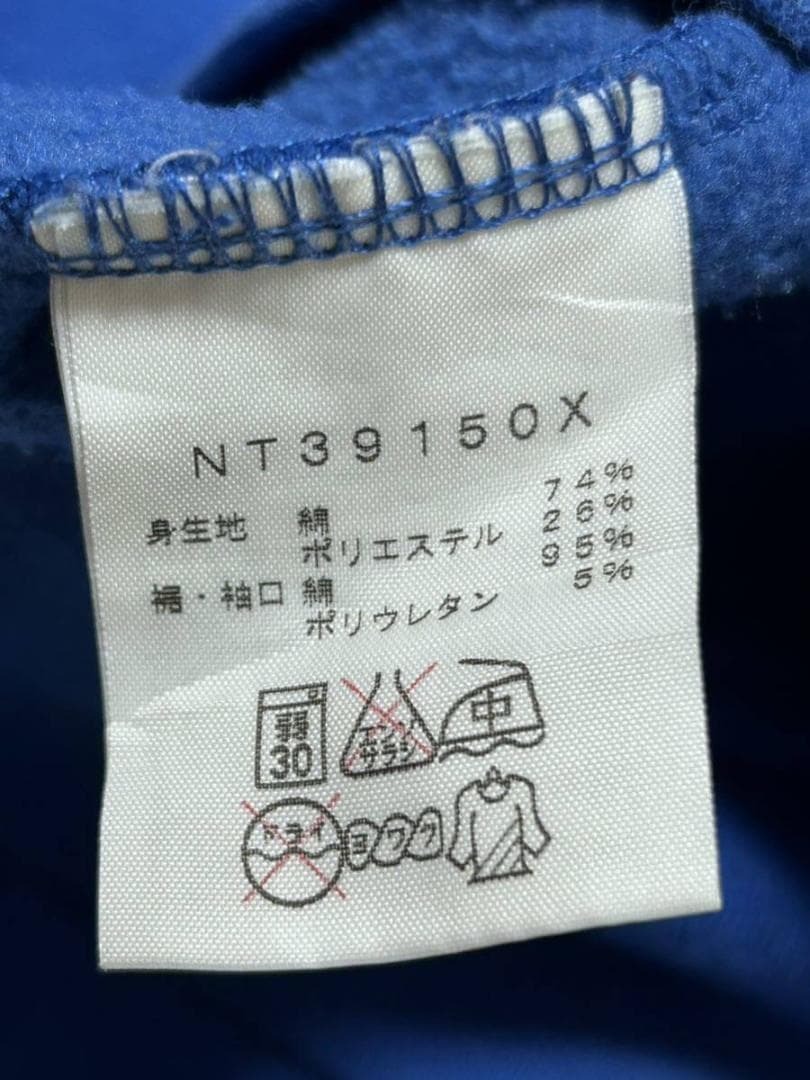 NT39150X
身生地 綿 74%
ポリエステル 26%
裾・袖口 綿 95%
ポリウレタン 5%
弱 30
エンソ サラシ
中
ドライ
ヨワク